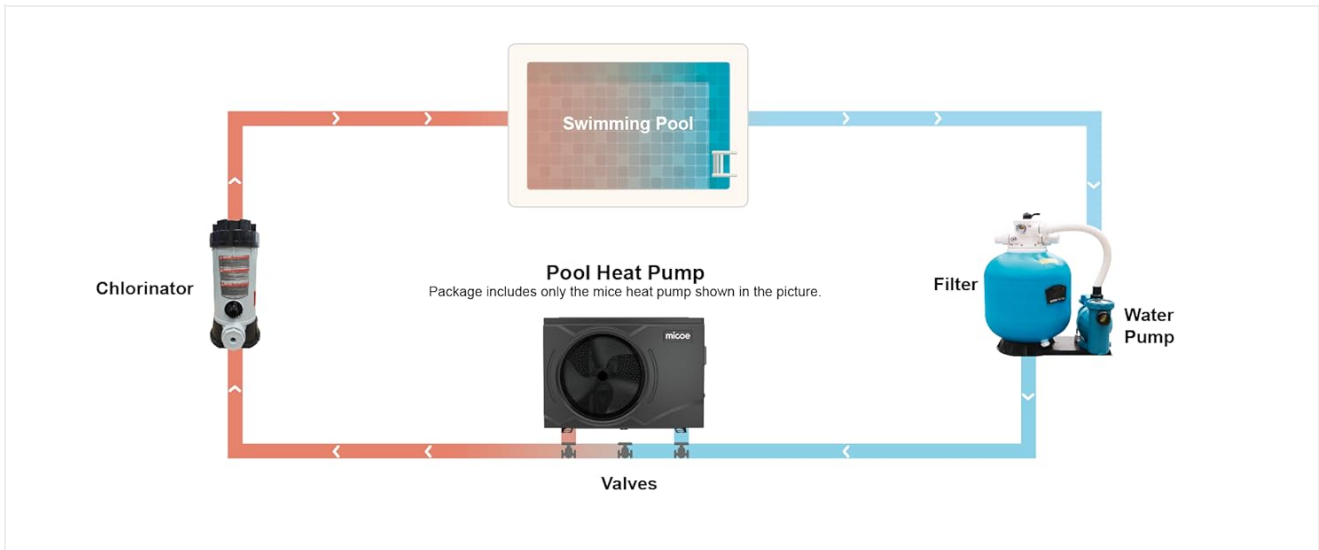 Swimming Pool
Chlorinator
Pool Heat Pump
Package includes only the mice heat pump shown in the picture.
micoe
Filter
Water
Pump
Valves